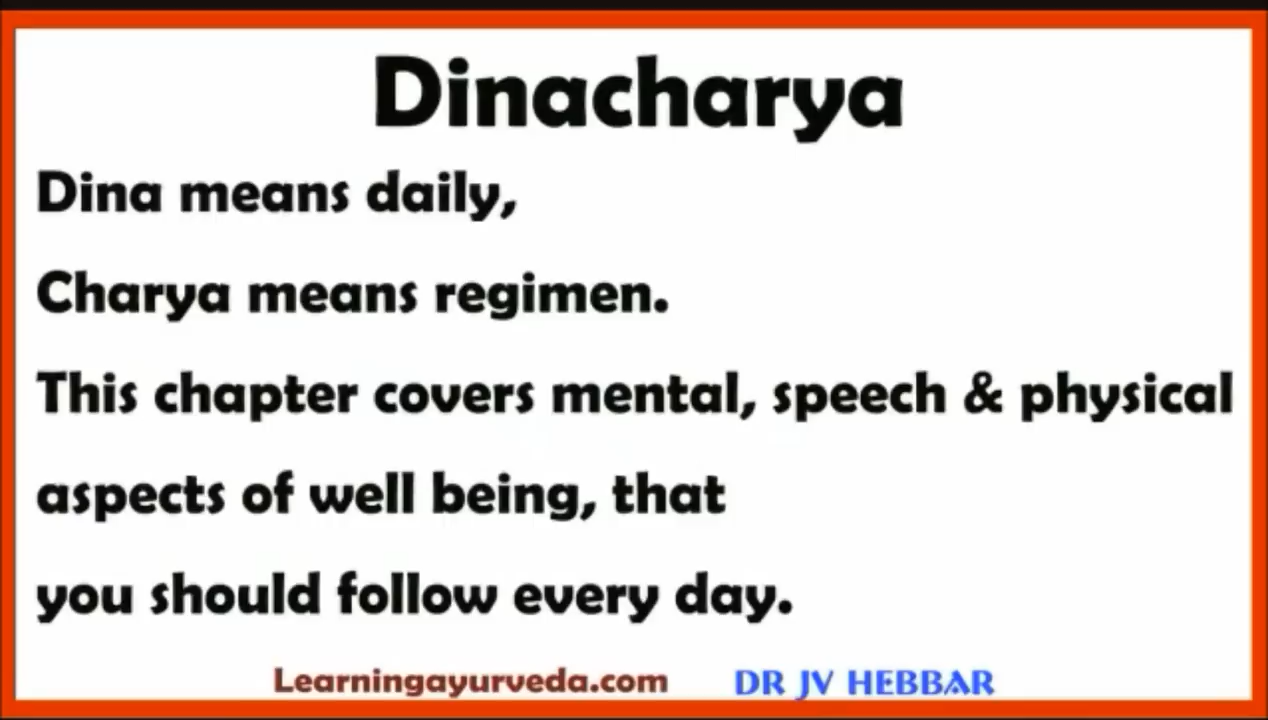 Dinacharya
Dina means daily,
Charya means regimen.
This chapter covers mental, speech & physical
aspects of well being, that
you should follow every day.
Learningayurveda.com DR JV HEBBAR